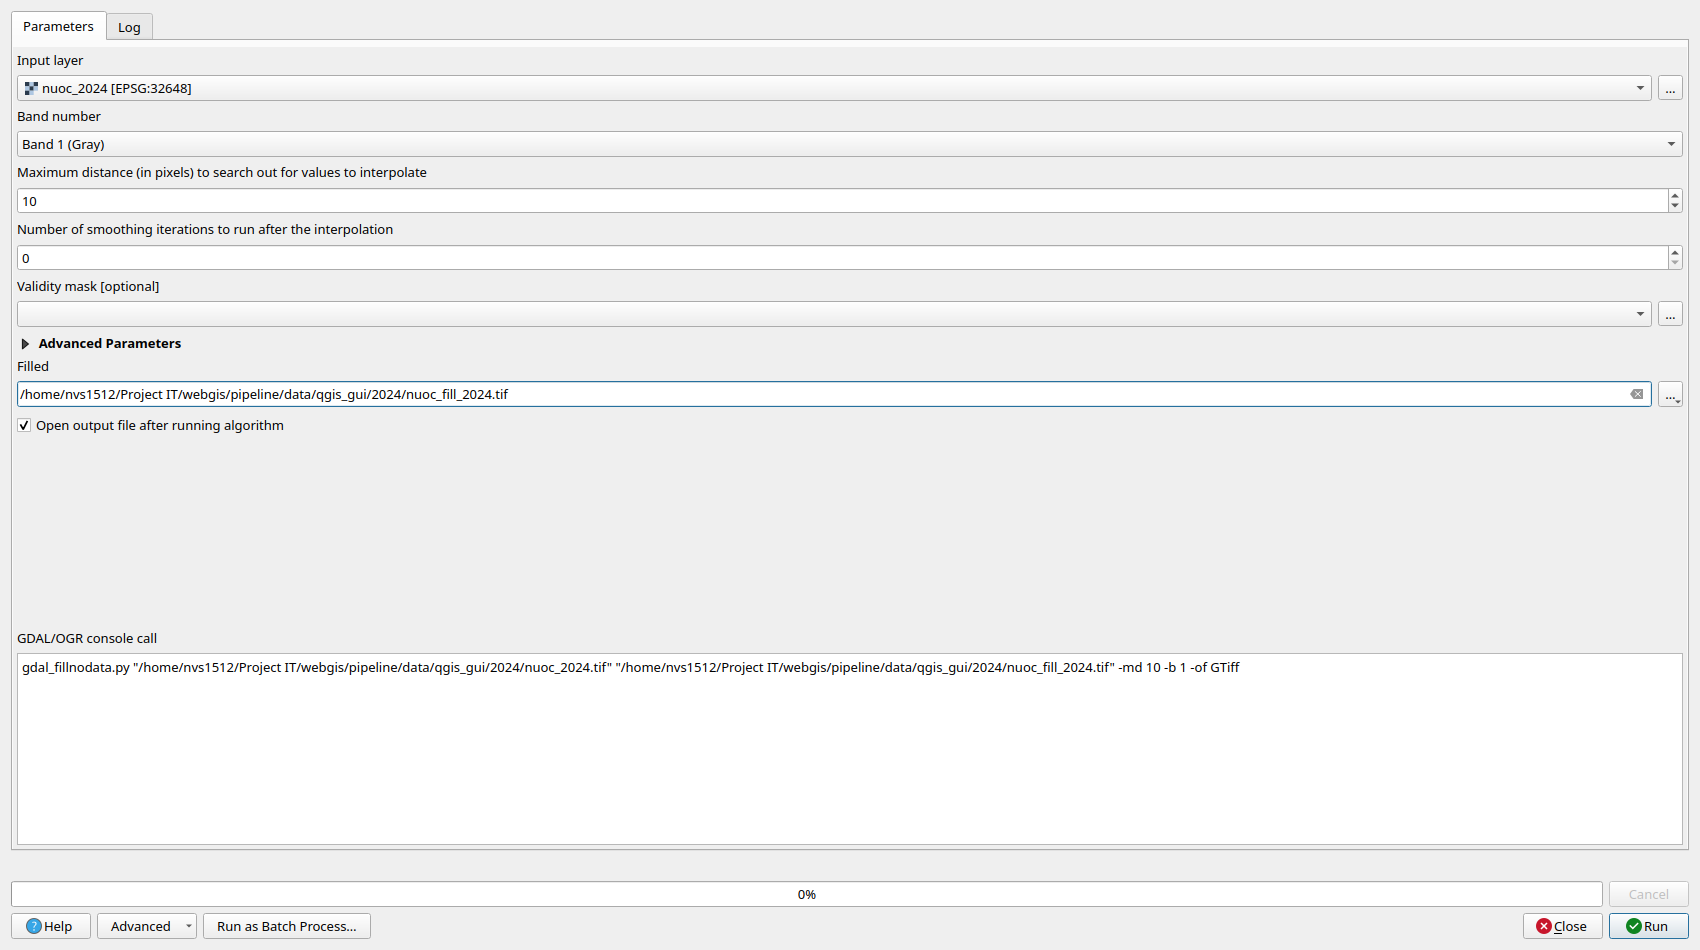 Parameters
Log
Input layer
nuoc_2024 [EPSG:32648]
...
Band number
Band 1 (Gray)
Maximum distance (in pixels) to search out for values to interpolate
10
Number of smoothing iterations to run after the interpolation
0
Validity mask [optional]
...
Advanced Parameters
Filled
/home/nvs1512/Project IT/webgis/pipeline/data/qgis_gui/2024/nuoc_fill_2024.tif
...
Open output file after running algorithm
GDAL/OGR console call
gdal_fillnodata.py "/home/nvs1512/Project IT/webgis/pipeline/data/qgis_gui/2024/nuoc_2024.tif" "/home/nvs1512/Project IT/webgis/pipeline/data/qgis_gui/2024/nuoc_fill_2024.tif" -md 10 -b 1 -of GTiff
0%
Cancel
? Help
Advanced
Run as Batch Process...
Close
Run